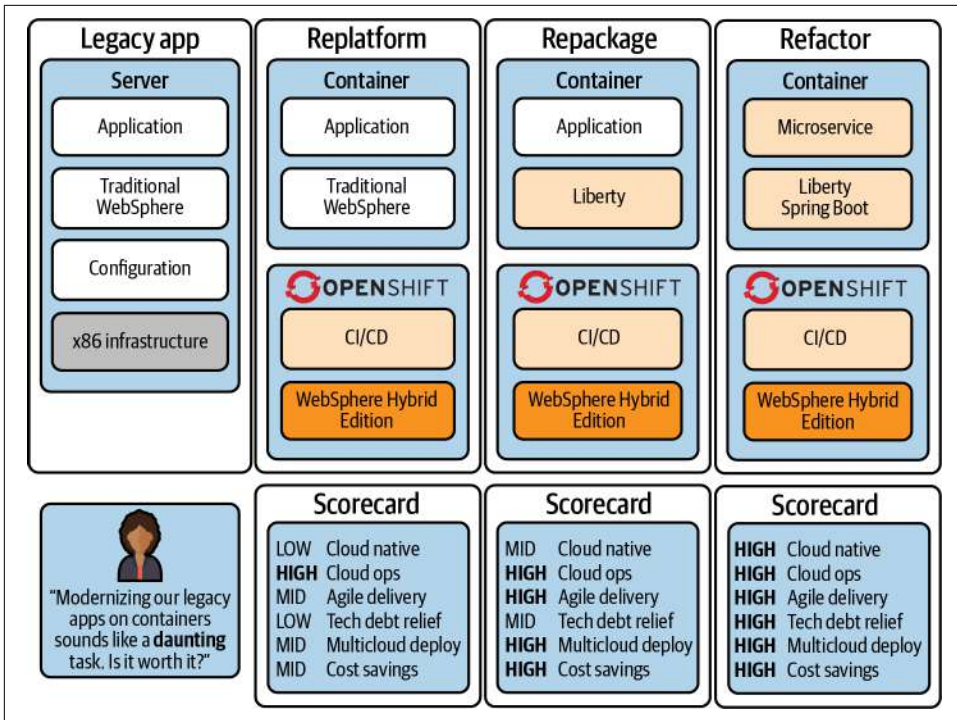 Legacy app
Server
Application
Traditional
WebSphere
Configuration
x86 infrastructure
Replatform
Container
Application
Traditional
WebSphere
OPENSHIFT
CI/CD
WebSphere Hybrid
Edition
Repackage
Container
Application
Liberty
OPENSHIFT
CI/CD
WebSphere Hybrid
Edition
Refactor
Container
Microservice
Liberty
Spring Boot
OPENSHIFT
CI/CD
WebSphere Hybrid
Edition
"Modernizing our legacy
apps on containers
sounds like a daunting
task. Is it worth it?"
Scorecard
LOW Cloud native
HIGH Cloud ops
MID Agile delivery
LOW Tech debt relief
MID Multicloud deploy
MID Cost savings
Scorecard
MID Cloud native
HIGH Cloud ops
HIGH Agile delivery
MID Tech debt relief
HIGH Multicloud deploy
HIGH Cost savings
Scorecard
HIGH Cloud native
HIGH Cloud ops
HIGH Agile delivery
HIGH Tech debt relief
HIGH Multicloud deploy
HIGH Cost savings